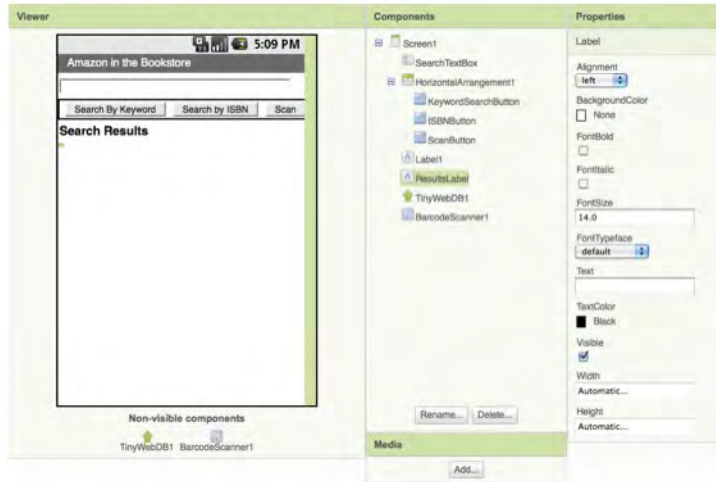 Viewer
5:09 PM
Amazon in the Bookstore
Search By Keyword Search by ISBN Scan
Search Results
Non-visible components
TinyWebDB1 BarcodeScanner1
Components
Screen1
SearchTextBox
HorizontalArrangement1
KeywordSearchButton
ISBNButton
ScanButton
Label1
ResultsLabel
TinyWebDB1
BarcodeScanner1
Rename... Delete...
Media
Add...
Properties
Label
Alignment
left
BackgroundColor
None
FontBold
FontItalic
FontSize
14.0
FontTypeface
default
Text
TextColor
Black
Visible
Width
Automatic...
Height
Automatic...